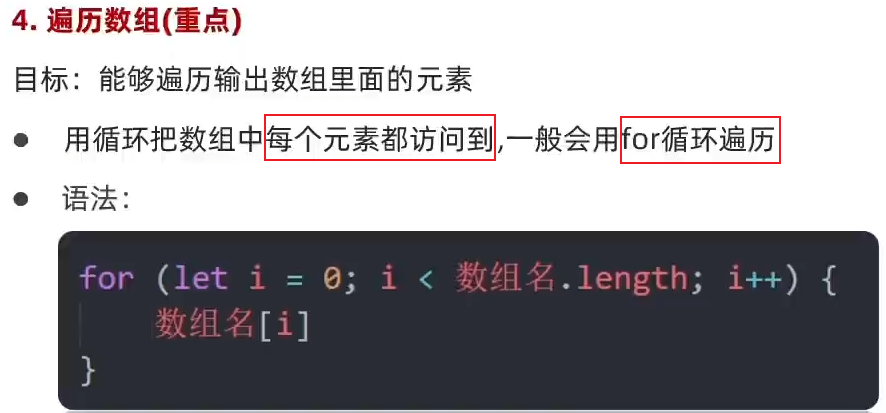 4. 遍历数组(重点)
目标：能够遍历输出数组里面的元素
● 用循环把数组中每个元素都访问到,一般会用for循环遍历
● 语法：
for (let i = 0; i < 数组名.length; i++) {
数组名[i]
}